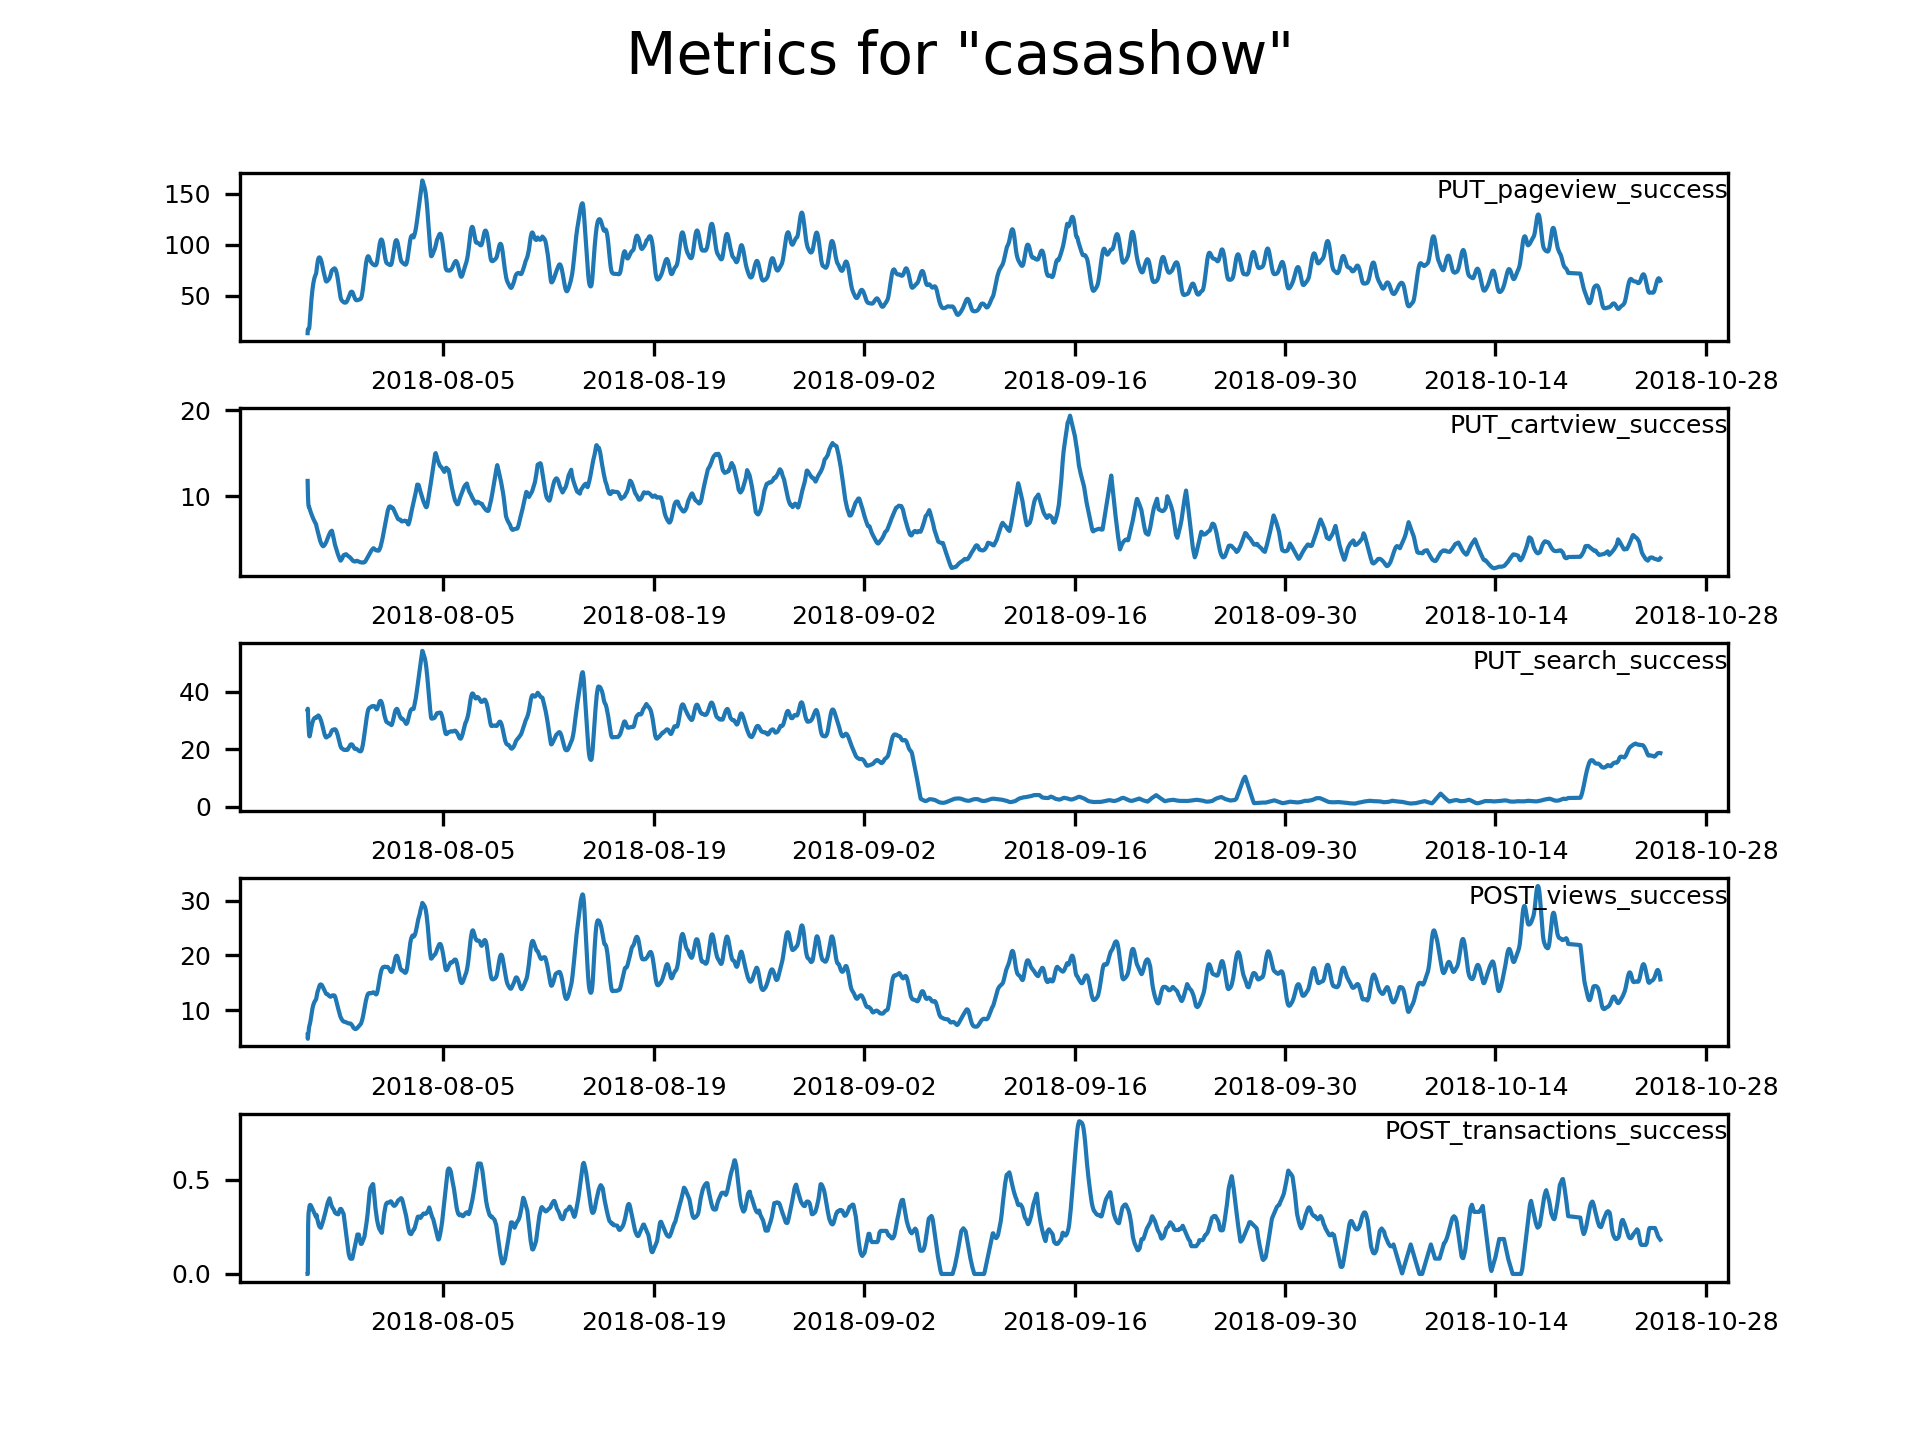 Metrics for "casashow"
PUT_pageview_success
150
100
50
2018-08-05 2018-08-19 2018-09-02 2018-09-16 2018-09-30 2018-10-14 2018-10-28
PUT_cartview_success
20
10
2018-08-05 2018-08-19 2018-09-02 2018-09-16 2018-09-30 2018-10-14 2018-10-28
PUT_search_success
40
20
0
2018-08-05 2018-08-19 2018-09-02 2018-09-16 2018-09-30 2018-10-14 2018-10-28
POST_views_success
30
20
10
2018-08-05 2018-08-19 2018-09-02 2018-09-16 2018-09-30 2018-10-14 2018-10-28
POST_transactions_success
0.5
0.0
2018-08-05 2018-08-19 2018-09-02 2018-09-16 2018-09-30 2018-10-14 2018-10-28